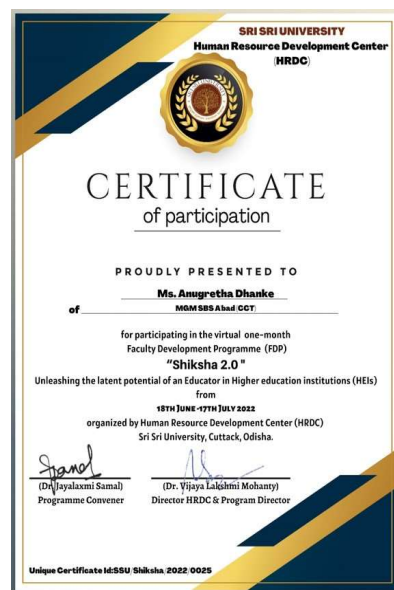 SRI SRI UNIVERSITY
Human Resource Development Center
(HRDC)
CERTIFICATE
of participation
PROUDLY PRESENTED TO
Ms. Anugretha Dhanke
of MGM SBS Abad(CCT)
for participating in the virtual one-month
Faculty Development Programme (FDP)
"Shiksha 2.0"
Unleashing the latent potential of an Educator in Higher education institutions (HEIs)
from
18TH JUNE-17TH JULY 2022
organized by Human Resource Development Center (HRDC)
Sri Sri University, Cuttack, Odisha.
(Dr. Jayalaxmi Samal) (Dr. Vijaya Lakshmi Mohanty)
Programme Convener Director HRDC & Program Director
Unique Certificate Id:SSU/Shiksha/2022/0025